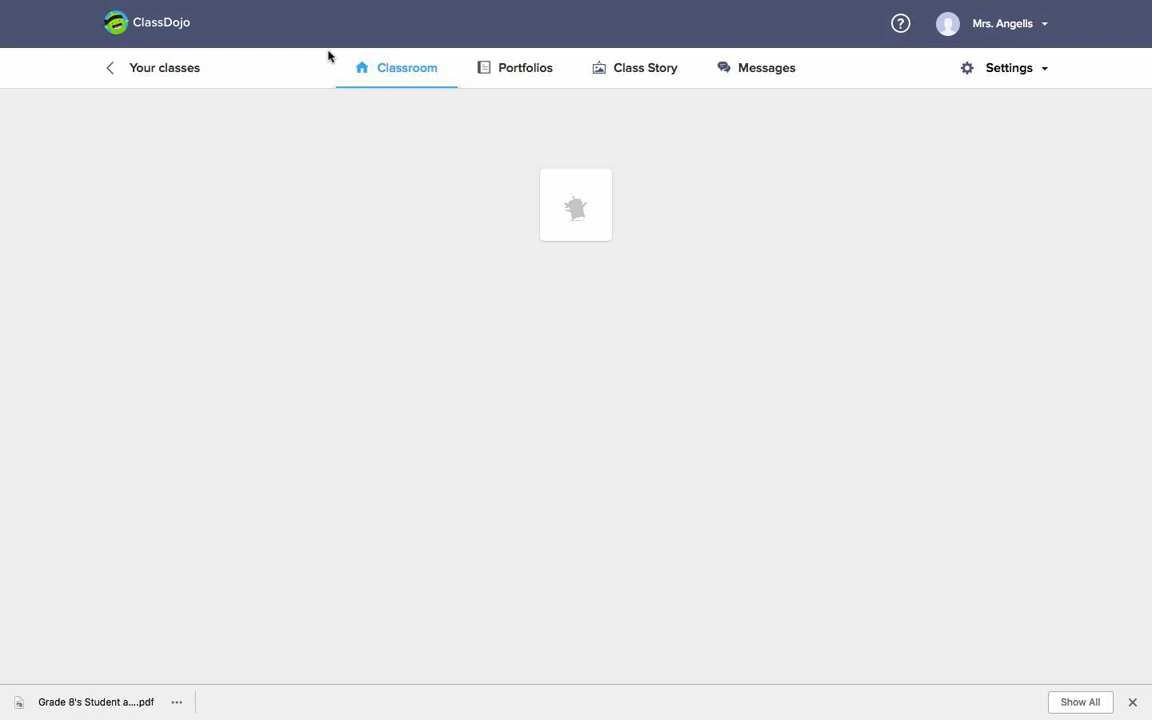 ClassDojo
?
Mrs. Angelis
Your classes
Classroom
Portfolios
Class Story
Messages
Settings
Grade 8's Student a....pdf
Show All